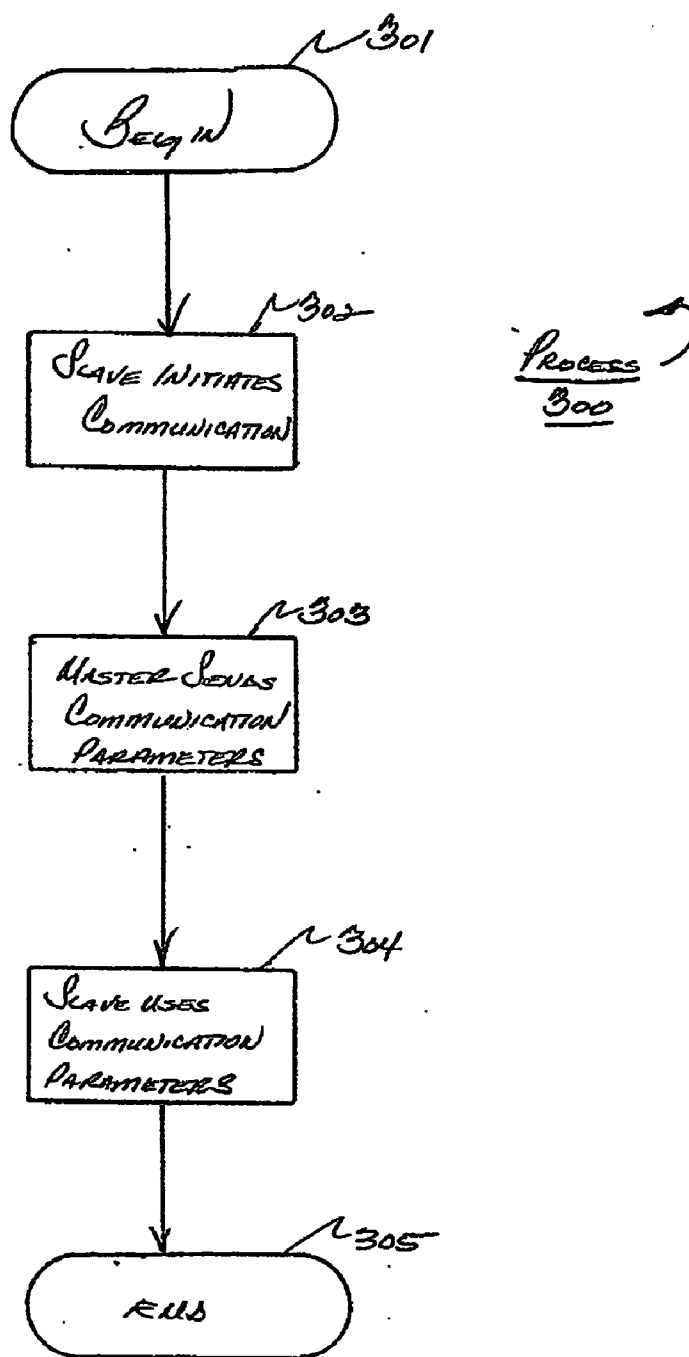 301
BEGIN
302
SLAVE INITIATES
COMMUNICATION
PROCESS
300
303
MASTER SENDS
COMMUNICATION
PARAMETERS
304
SLAVE USES
COMMUNICATION
PARAMETERS
305
END